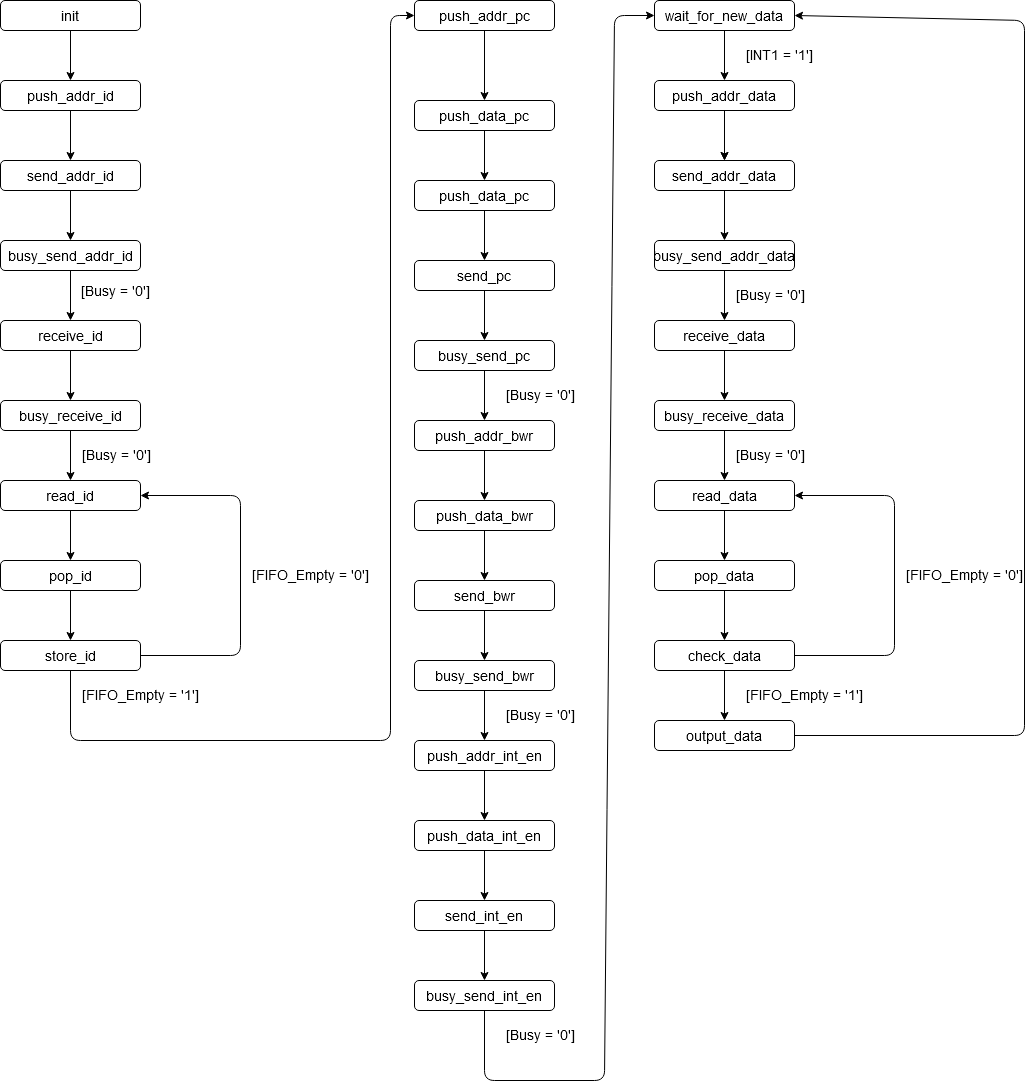 init
push_addr_id
send_addr_id
busy_send_addr_id
[Busy = '0']
receive_id
busy_receive_id
[Busy = '0']
read_id
[FIFO_Empty = '0']
pop_id
store_id
[FIFO_Empty = '1']
push_addr_pc
push_data_pc
push_data_pc
send_pc
busy_send_pc
[Busy = '0']
push_addr_bwr
push_data_bwr
send_bwr
busy_send_bwr
[Busy = '0']
push_addr_int_en
push_data_int_en
send_int_en
busy_send_int_en
[Busy = '0']
wait_for_new_data
[INT1 = '1']
push_addr_data
send_addr_data
busy_send_addr_data
[Busy = '0']
receive_data
busy_receive_data
[Busy = '0']
read_data
pop_data
[FIFO_Empty = '0']
check_data
[FIFO_Empty = '1']
output_data